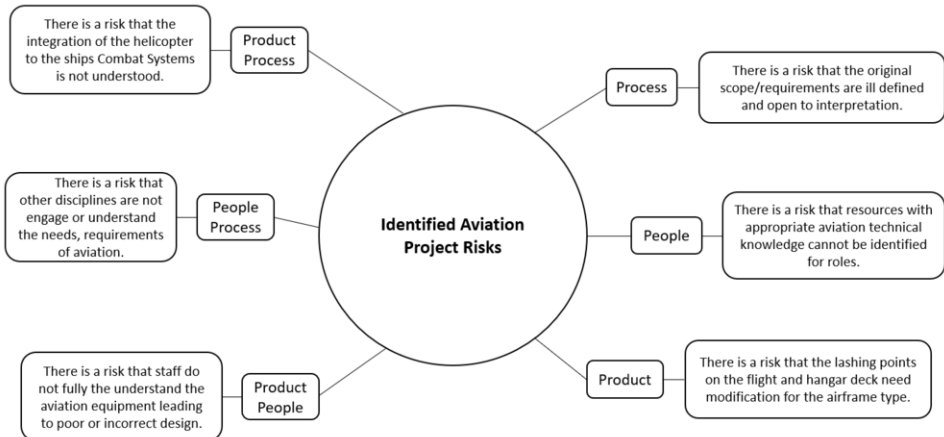 There is a risk that the
integration of the helicopter
to the ships Combat Systems
is not understood.
Product
Process
There is a risk that
other disciplines are not
engage or understand
the needs, requirements
of aviation.
People
Process
There is a risk that staff do
not fully the understand the
aviation equipment leading
to poor or incorrect design.
Product
People
Identified Aviation
Project Risks
Process
There is a risk that the original
scope/requirements are ill defined
and open to interpretation.
People
There is a risk that resources with
appropriate aviation technical
knowledge cannot be identified
for roles.
Product
There is a risk that the lashing points
on the flight and hangar deck need
modification for the airframe type.